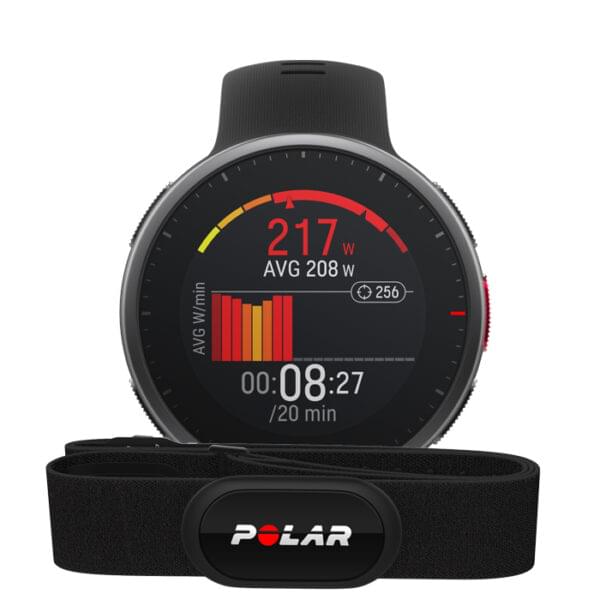 217 W
AVG 208 W
256
AVG W/min
00:08:27
/20 min
POLAR